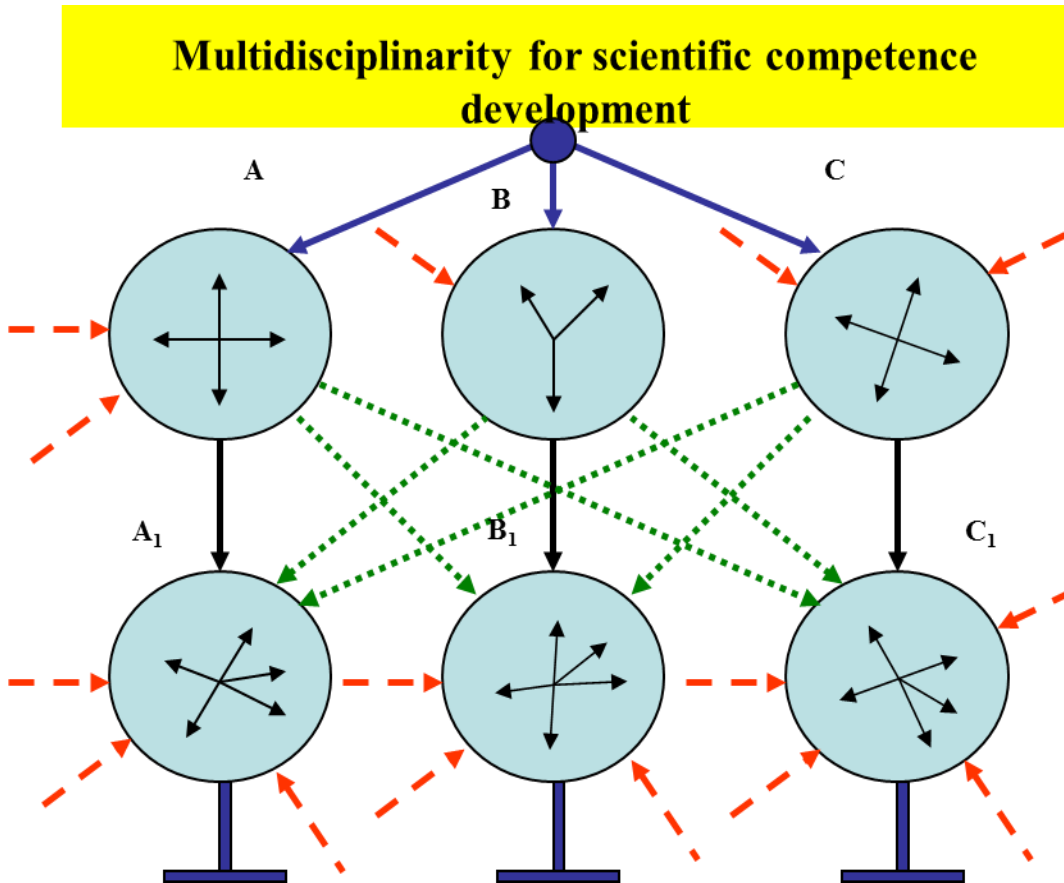 Multidisciplinarity for scientific competence
development
A
B
C
A₁
B₁
C₁